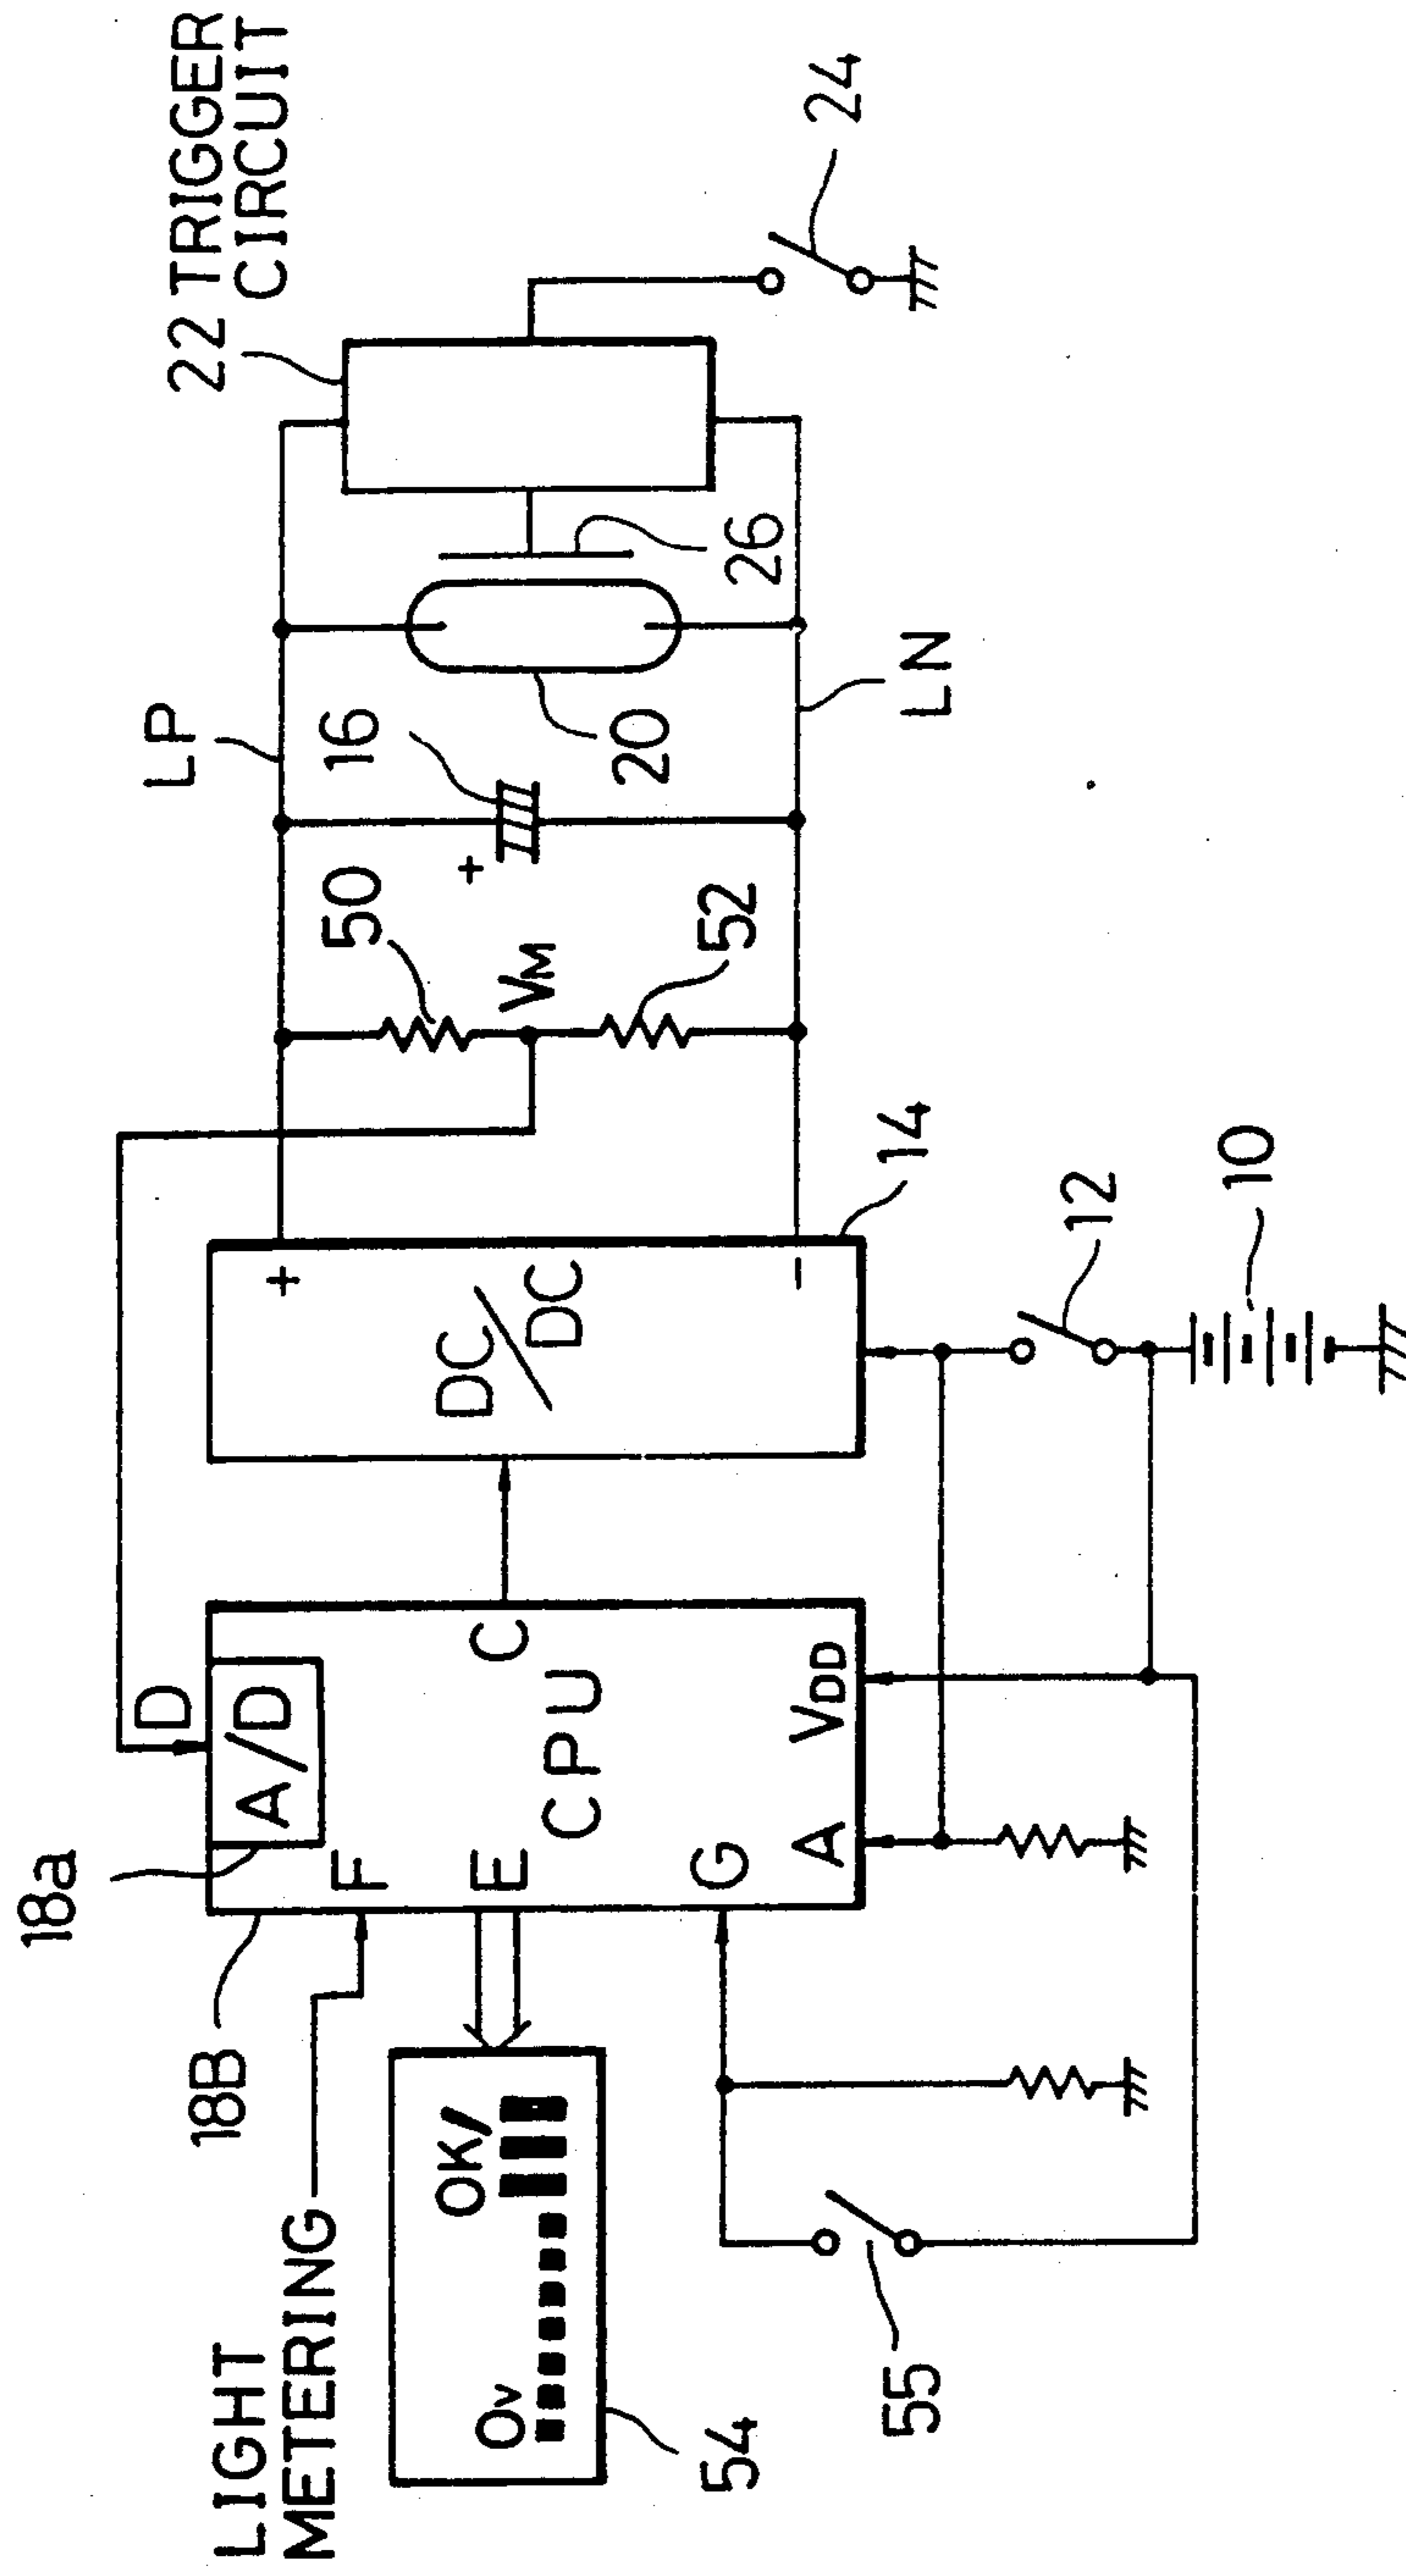 22 TRIGGER
CIRCUIT
24
26
LP
16
20
LN
50
VM
52
+
14
+
-
DC/DC
12
10
18a
D
A/D
C
CPU
F
E
G
A
VDD
18B
LIGHT
METERING
OK/
0v
54
55